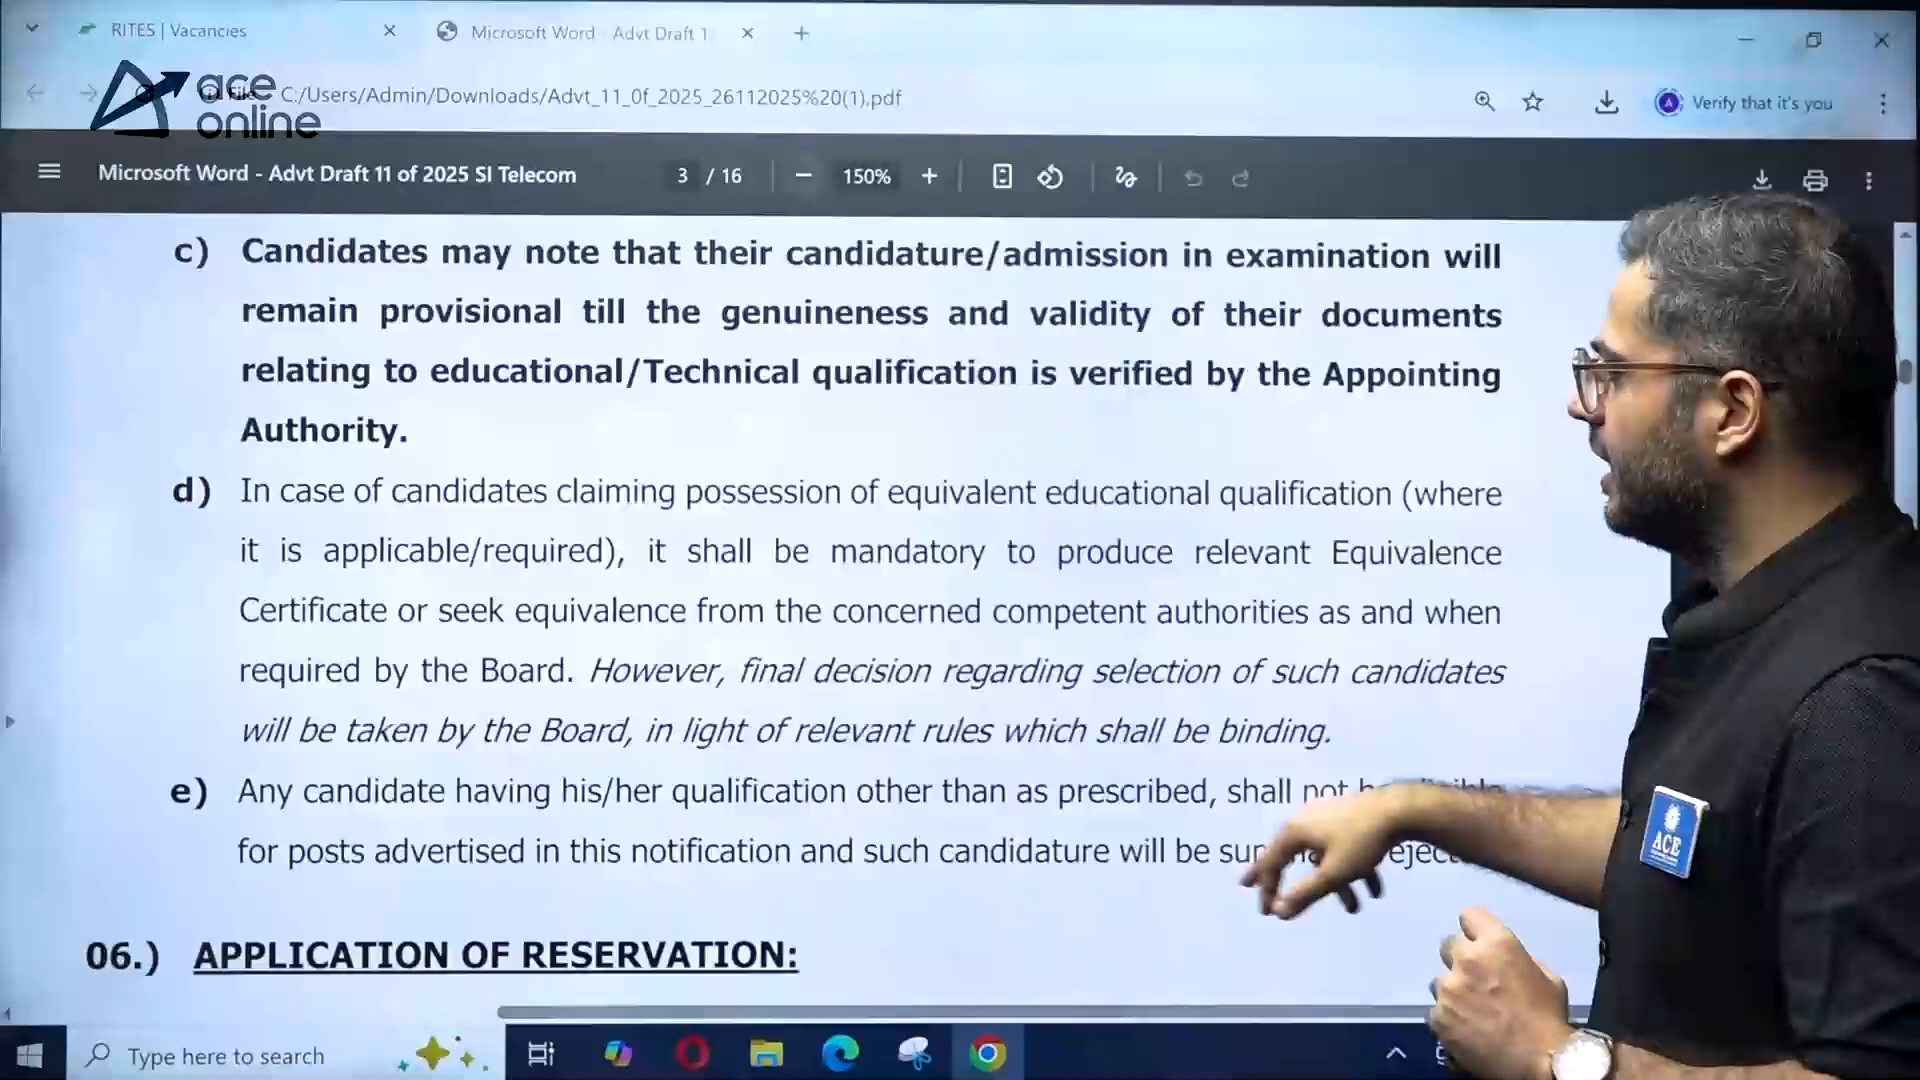 RITES | Vacancies
Microsoft Word - Advt Draft 1
ace
online
File
C:/Users/Admin/Downloads/Advt_11_Of_2025_26112025%20(1).pdf
Verify that it's you
Microsoft Word - Advt Draft 11 of 2025 SI Telecom
3 / 16
150%
c) Candidates may note that their candidature/admission in examination will
remain provisional till the genuineness and validity of their documents
relating to educational/Technical qualification is verified by the Appointing
Authority.
d) In case of candidates claiming possession of equivalent educational qualification (where
it is applicable/required), it shall be mandatory to produce relevant Equivalence
Certificate or seek equivalence from the concerned competent authorities as and when
required by the Board. However, final decision regarding selection of such candidates
will be taken by the Board, in light of relevant rules which shall be binding.
e) Any candidate having his/her qualification other than as prescribed, shall not
for posts advertised in this notification and such candidature will be
ACE
06.) APPLICATION OF RESERVATION:
Type here to search